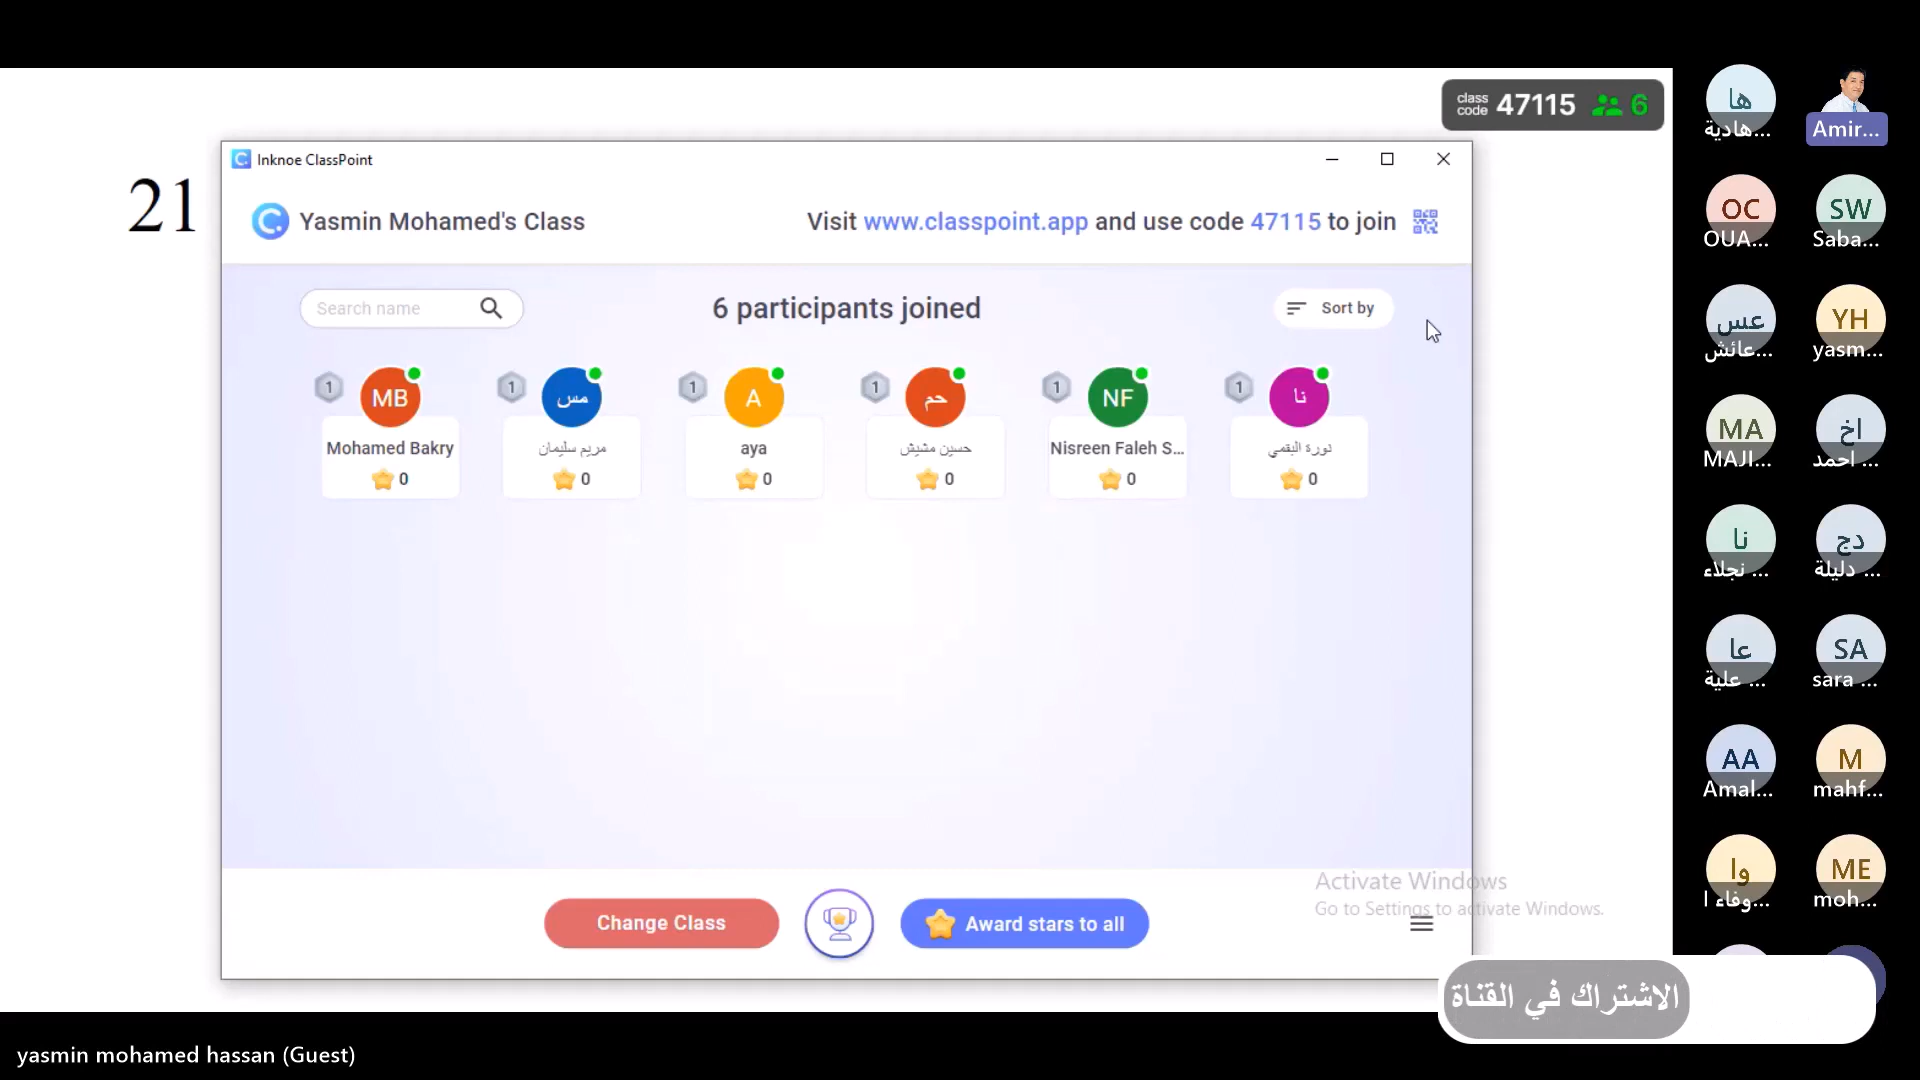 class code 47115 6
21
Inknoe ClassPoint
Yasmin Mohamed's Class
Visit www.classpoint.app and use code 47115 to join
Search name
6 participants joined
Sort by
1 MB
1 مس
1 A
1 حم
1 NF
1 نا
Mohamed Bakry
مريم سليمان
aya
حسين مشيش
Nisreen Faleh S...
نورة البقمي
0
0
0
0
0
0
Change Class
Award stars to all
Activate Windows
Go to Settings to activate Windows.
ها
هادية...
Amir...
OC
OUA...
SW
Saba...
عس
عائش...
YH
yasm...
MA
MAJI...
اخ
احمد ...
نا
نجلاء ...
دج
دليلة ...
عا
علية ...
SA
sara ...
AA
Amal...
M
mahf...
وا
وفاء ا...
ME
moh...
الاشتراك في القناة
yasmin mohamed hassan (Guest)